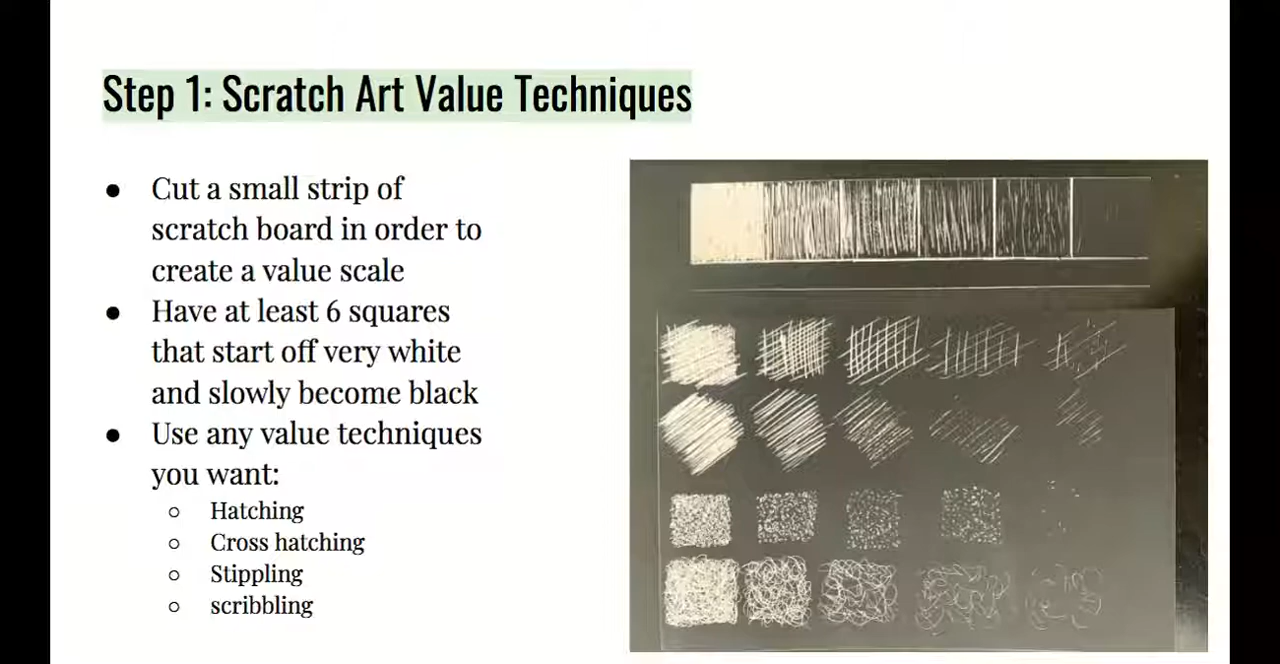 Step 1: Scratch Art Value Techniques
● Cut a small strip of
scratch board in order to
create a value scale
● Have at least 6 squares
that start off very white
and slowly become black
● Use any value techniques
you want:
○ Hatching
○ Cross hatching
○ Stippling
○ scribbling